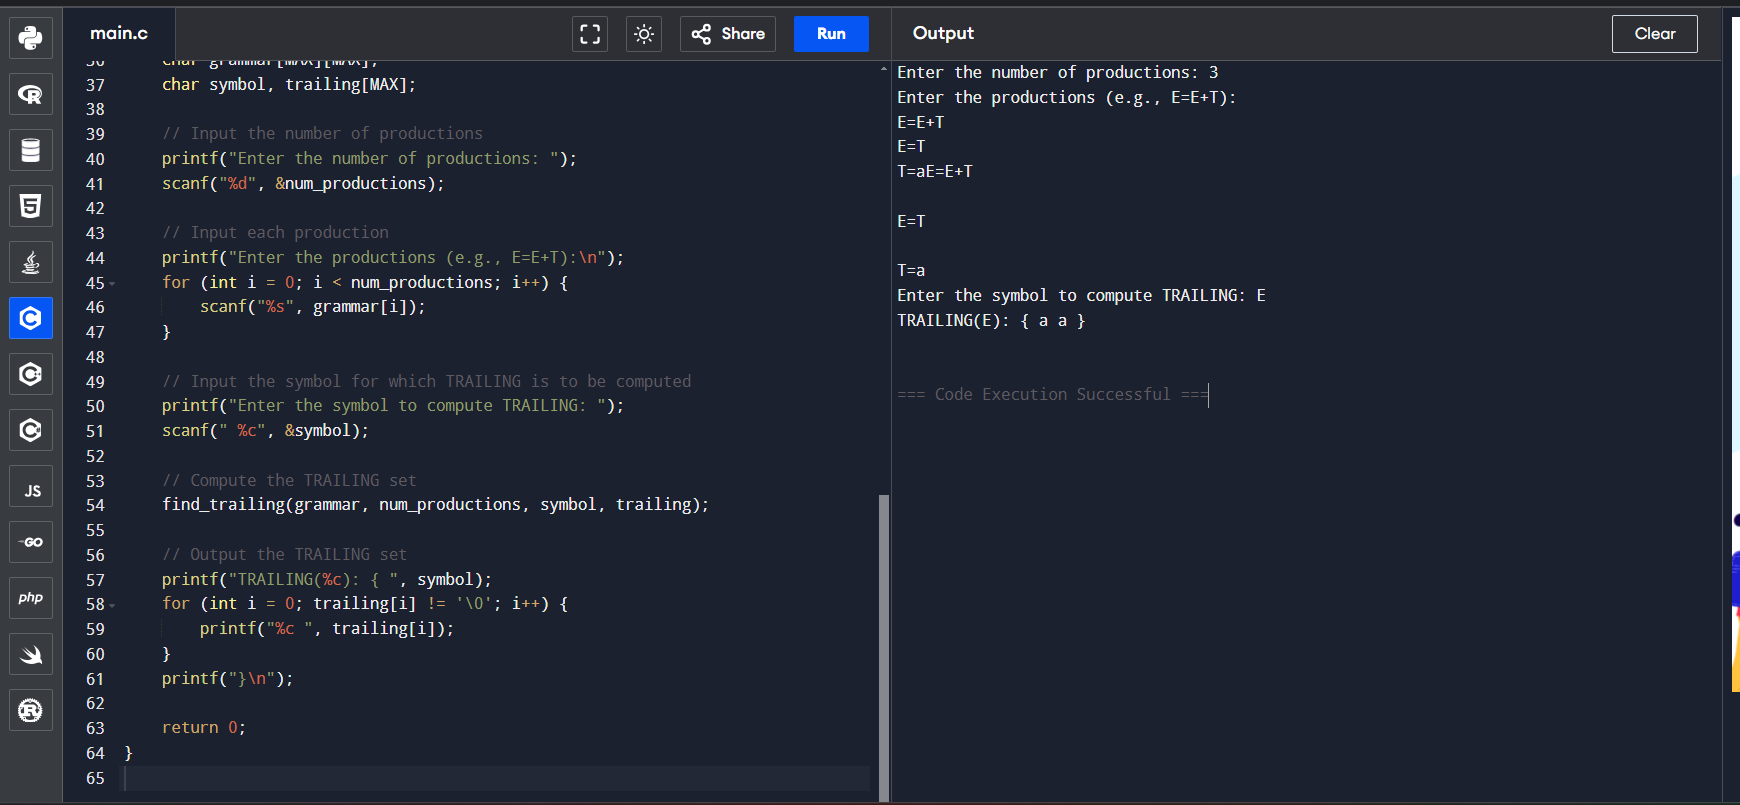 main.c
Share
Run
Output
Clear
36 char grammar[MAX][MAX];
37 char symbol, trailing[MAX];
38
39 // Input the number of productions
40 printf("Enter the number of productions: ");
41 scanf("%d", &num_productions);
42
43 // Input each production
44 printf("Enter the productions (e.g., E=E+T):\n");
45 for (int i = 0; i < num_productions; i++) {
46 scanf("%s", grammar[i]);
47 }
48
49 // Input the symbol for which TRAILING is to be computed
50 printf("Enter the symbol to compute TRAILING: ");
51 scanf(" %c", &symbol);
52
53 // Compute the TRAILING set
54 find_trailing(grammar, num_productions, symbol, trailing);
55
56 // Output the TRAILING set
57 printf("TRAILING(%c): { ", symbol);
58 for (int i = 0; trailing[i] != '\0'; i++) {
59 printf("%c ", trailing[i]);
60 }
61 printf("}\n");
62
63 return 0;
64 }
65
Enter the number of productions: 3
Enter the productions (e.g., E=E+T):
E=E+T
E=T
T=aE=E+T
E=T
T=a
Enter the symbol to compute TRAILING: E
TRAILING(E): { a a }
=== Code Execution Successful ===
R
5
C
C
C
JS
GO
php
R